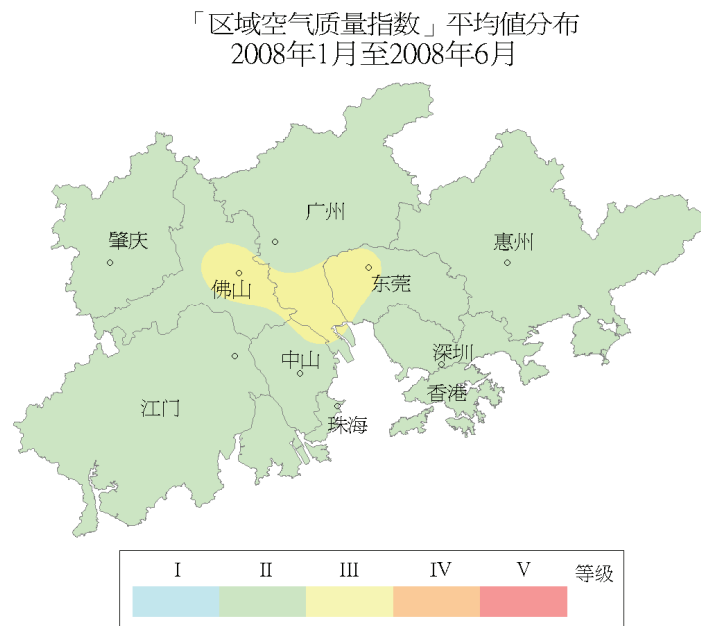 「区域空气质量指数」平均值分布
2008年1月至2008年6月
广州
肇庆
惠州
佛山
东莞
中山
深圳
香港
江门
珠海
I II III IV V 等级